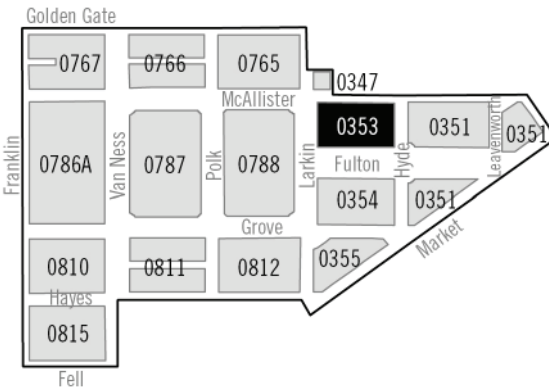 Golden Gate
0767
0766
0765
0347
McAllister
Franklin
0786A
Van Ness
0787
Polk
0788
Larkin
0353
Hyde
0351
Leavenworth
0351
Fulton
0354
0351
Grove
Market
0810
0811
0812
0355
Hayes
0815
Fell